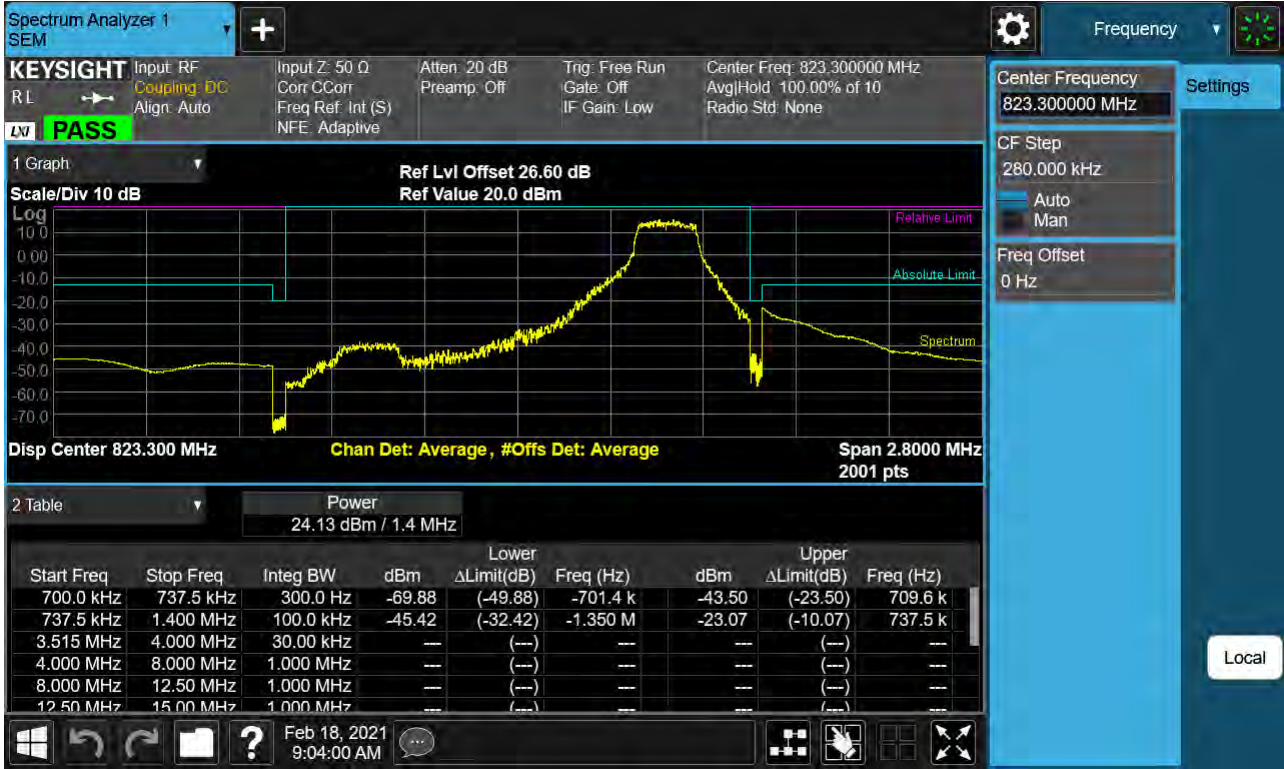 Spectrum Analyzer 1
SEM
+
Frequency
KEYSIGHT
RL
LXI
PASS
Input: RF
Coupling: DC
Align: Auto
Input Z: 50 Ω
Corr CCorr
Freq Ref: Int (S)
NFE: Adaptive
Atten: 20 dB
Preamp: Off
Trig: Free Run
Gate: Off
IF Gain: Low
Center Freq: 823.300000 MHz
Avg|Hold: 100.00% of 10
Radio Std: None
Center Frequency
823.300000 MHz
Settings
CF Step
280.000 kHz
Auto
Man
Freq Offset
0 Hz
Local
1 Graph
Scale/Div 10 dB
Ref Lvl Offset 26.60 dB
Ref Value 20.0 dBm
Log
10.0
0.00
-10.0
-20.0
-30.0
-40.0
-50.0
-60.0
-70.0
Relative Limit
Absolute Limit
Spectrum
Disp Center 823.300 MHz
Chan Det: Average, #Offs Det: Average
Span 2.8000 MHz
2001 pts
2 Table
Power
24.13 dBm / 1.4 MHz
Lower Upper
Start Freq Stop Freq Integ BW dBm ΔLimit(dB) Freq (Hz) dBm ΔLimit(dB) Freq (Hz)
700.0 kHz 737.5 kHz 300.0 Hz -69.88 (-49.88) -701.4 k -43.50 (-23.50) 709.6 k
737.5 kHz 1.400 MHz 100.0 kHz -45.42 (-32.42) -1.350 M -23.07 (-10.07) 737.5 k
3.515 MHz 4.000 MHz 30.00 kHz --- (---) --- --- (---) ---
4.000 MHz 8.000 MHz 1.000 MHz --- (---) --- --- (---) ---
8.000 MHz 12.50 MHz 1.000 MHz --- (---) --- --- (---) ---
12.50 MHz 15.00 MHz 1.000 MHz --- (---) --- --- (---) ---
?
Feb 18, 2021
9:04:00 AM